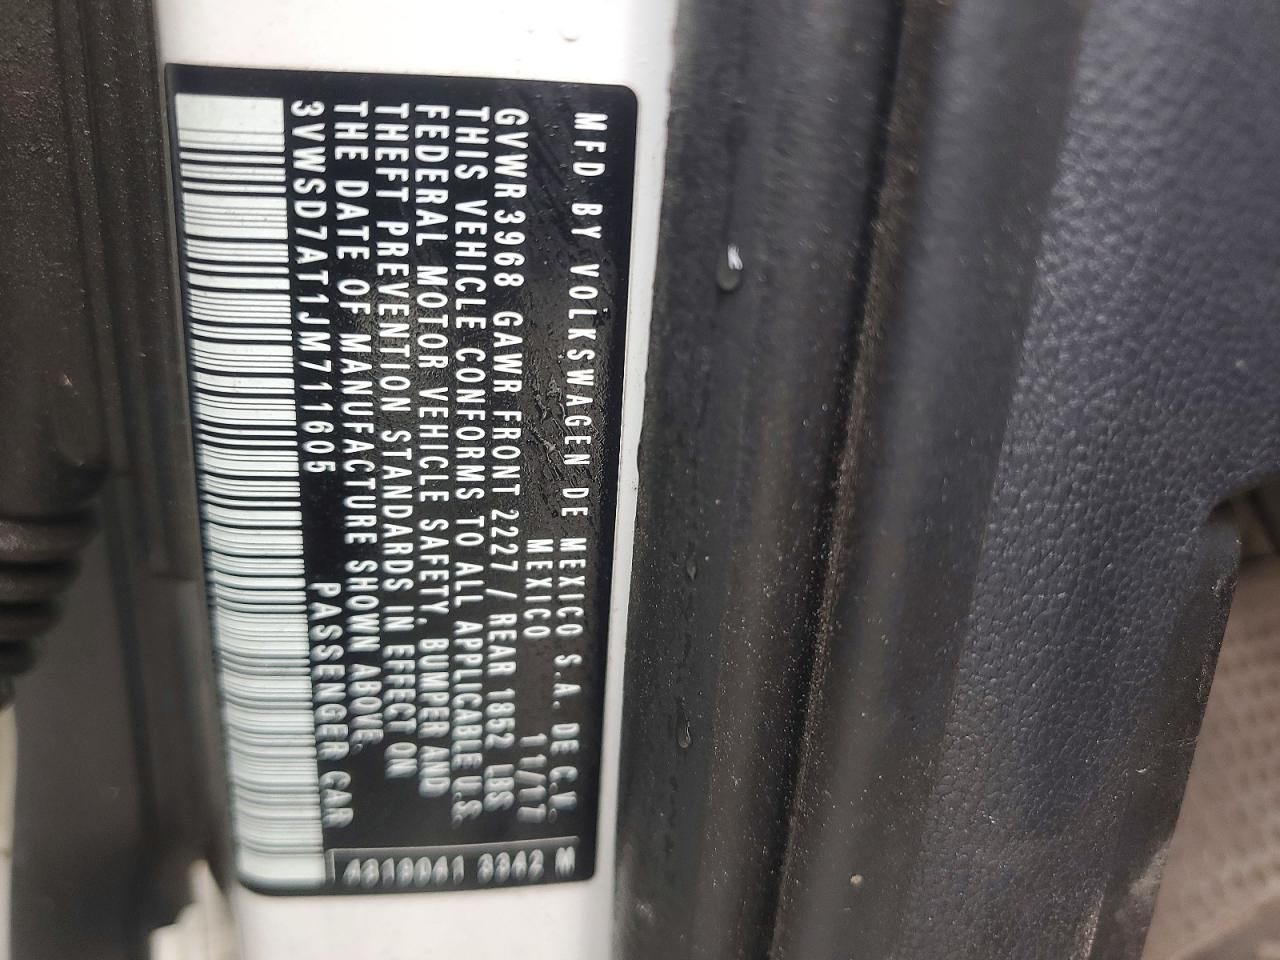 MFD BY VOLKSWAGEN DE MEXICO S.A. DE C.V.
MEXICO 11/17
GVWR 3968 GAWR FRONT 2227 / REAR 1852 LBS
THIS VEHICLE CONFORMS TO ALL APPLICABLE U.S.
FEDERAL MOTOR VEHICLE SAFETY, BUMPER AND
THEFT PREVENTION STANDARDS IN EFFECT ON
THE DATE OF MANUFACTURE SHOWN ABOVE.
3VWSD7AT1JM711605 PASSENGER CAR
M